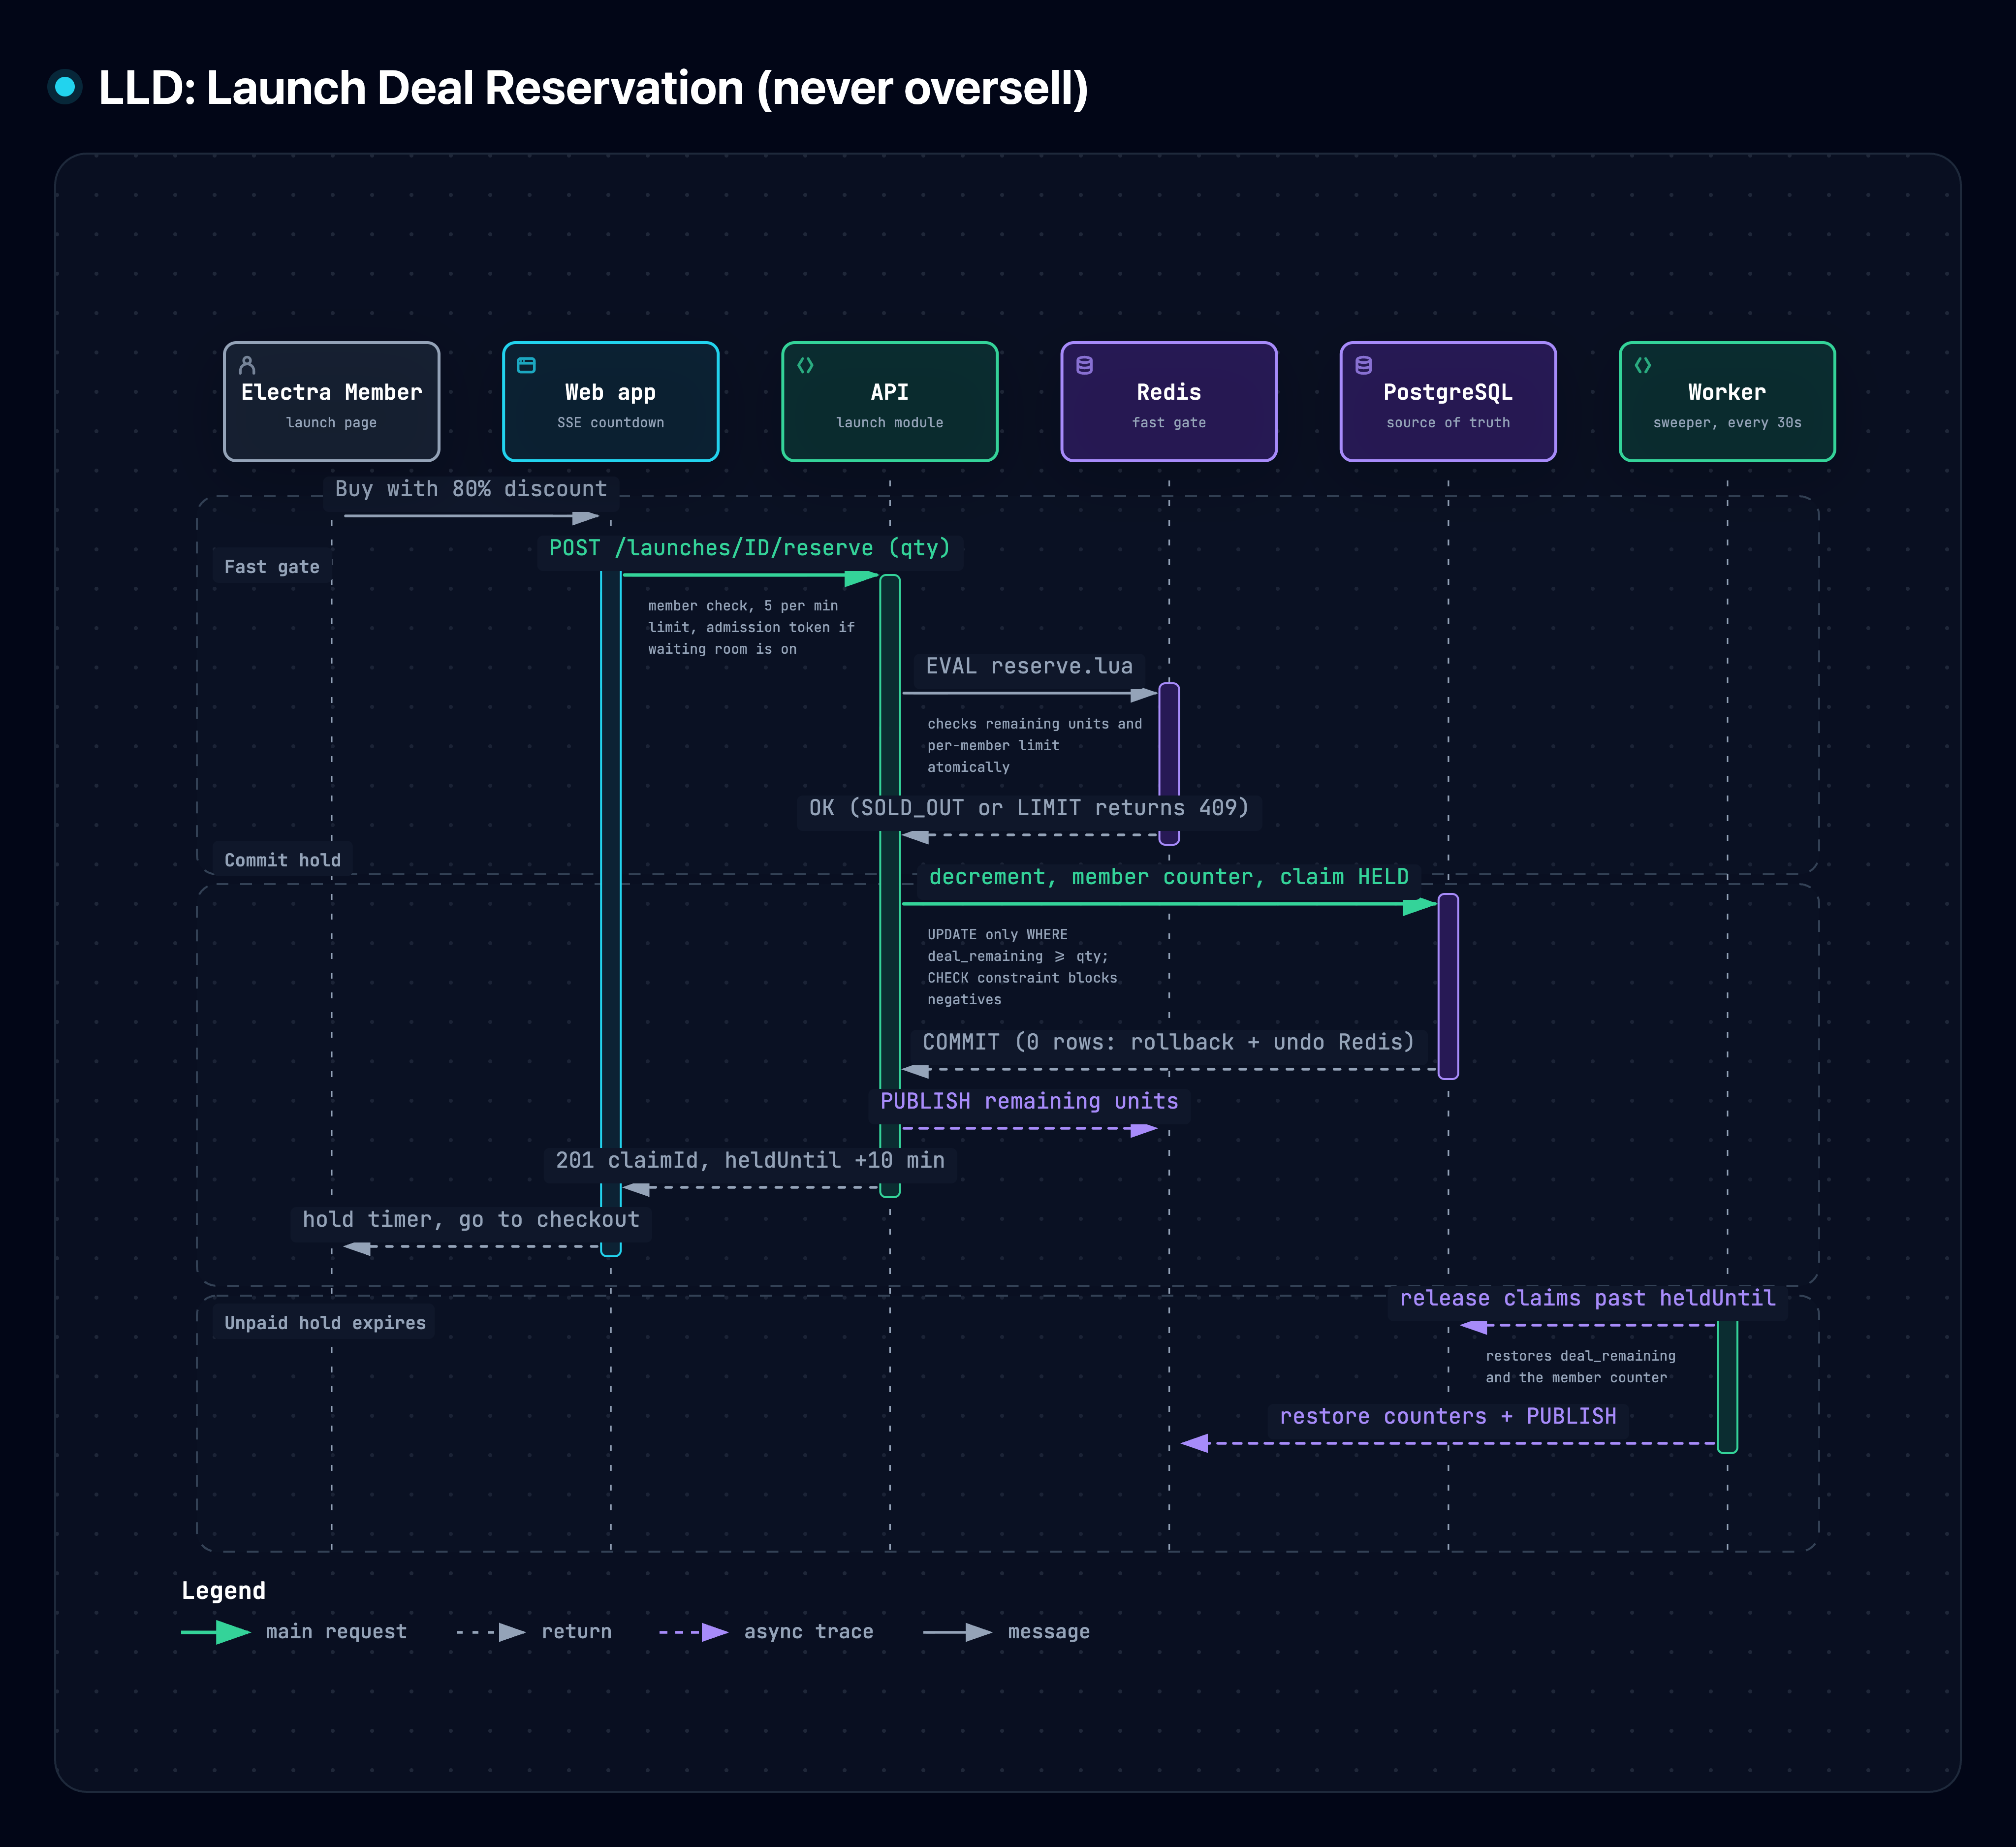 LLD: Launch Deal Reservation (never oversell)
Electra Member
launch page
Web app
SSE countdown
API
launch module
Redis
fast gate
PostgreSQL
source of truth
Worker
sweeper, every 30s
Buy with 80% discount
POST /launches/ID/reserve (qty)
Fast gate
member check, 5 per min
limit, admission token if
waiting room is on
EVAL reserve.lua
checks remaining units and
per-member limit
atomically
OK (SOLD_OUT or LIMIT returns 409)
Commit hold
decrement, member counter, claim HELD
UPDATE only WHERE
deal_remaining ⩾ qty;
CHECK constraint blocks
negatives
COMMIT (0 rows: rollback + undo Redis)
PUBLISH remaining units
201 claimId, heldUntil +10 min
hold timer, go to checkout
release claims past heldUntil
Unpaid hold expires
restores deal_remaining
and the member counter
restore counters + PUBLISH
Legend
main request
return
async trace
message